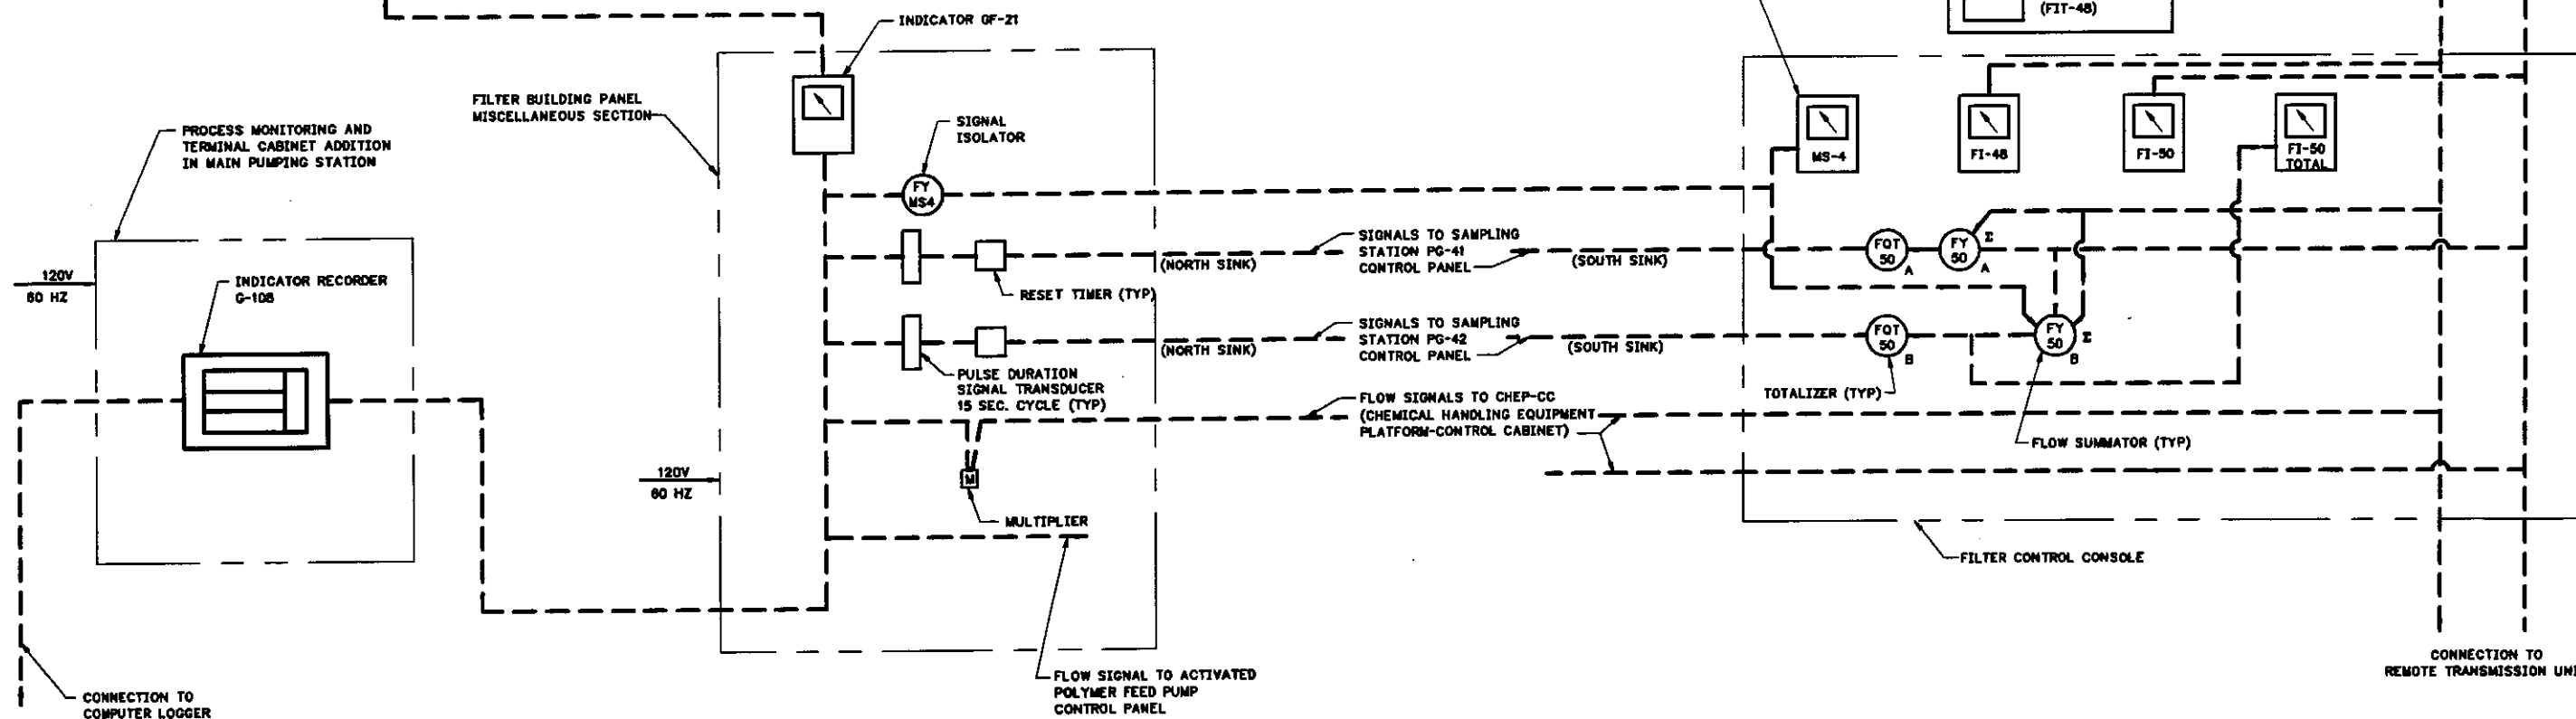 INDICATOR GF-21
(FIT-48)
FILTER BUILDING PANEL
MISCELLANEOUS SECTION
PROCESS MONITORING AND
TERMINAL CABINET ADDITION
IN MAIN PUMPING STATION
SIGNAL
ISOLATOR
MS-4
FI-48
FI-50
FI-50
TOTAL
FY
MS4
120V
60 HZ
INDICATOR RECORDER
G-108
RESET TIMER (TYP)
(NORTH SINK)
SIGNALS TO SAMPLING
STATION PG-41
CONTROL PANEL
(SOUTH SINK)
FQT
50
A
FY
50
Σ
A
(NORTH SINK)
SIGNALS TO SAMPLING
STATION PG-42
CONTROL PANEL
(SOUTH SINK)
FQT
50
B
FY
50
Σ
B
PULSE DURATION
SIGNAL TRANSDUCER
15 SEC. CYCLE (TYP)
TOTALIZER (TYP)
FLOW SIGNALS TO CHEP-CC
(CHEMICAL HANDLING EQUIPMENT
PLATFORM-CONTROL CABINET)
FLOW SUMMATOR (TYP)
120V
60 HZ
M
MULTIPLIER
FILTER CONTROL CONSOLE
FLOW SIGNAL TO ACTIVATED
POLYMER FEED PUMP
CONTROL PANEL
CONNECTION TO
COMPUTER LOGGER
CONNECTION TO
REMOTE TRANSMISSION UNI